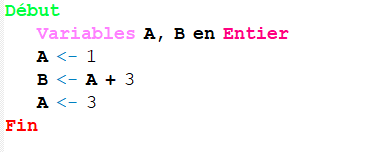 Début
Variables A, B en Entier
A <- 1
B <- A + 3
A <- 3
Fin